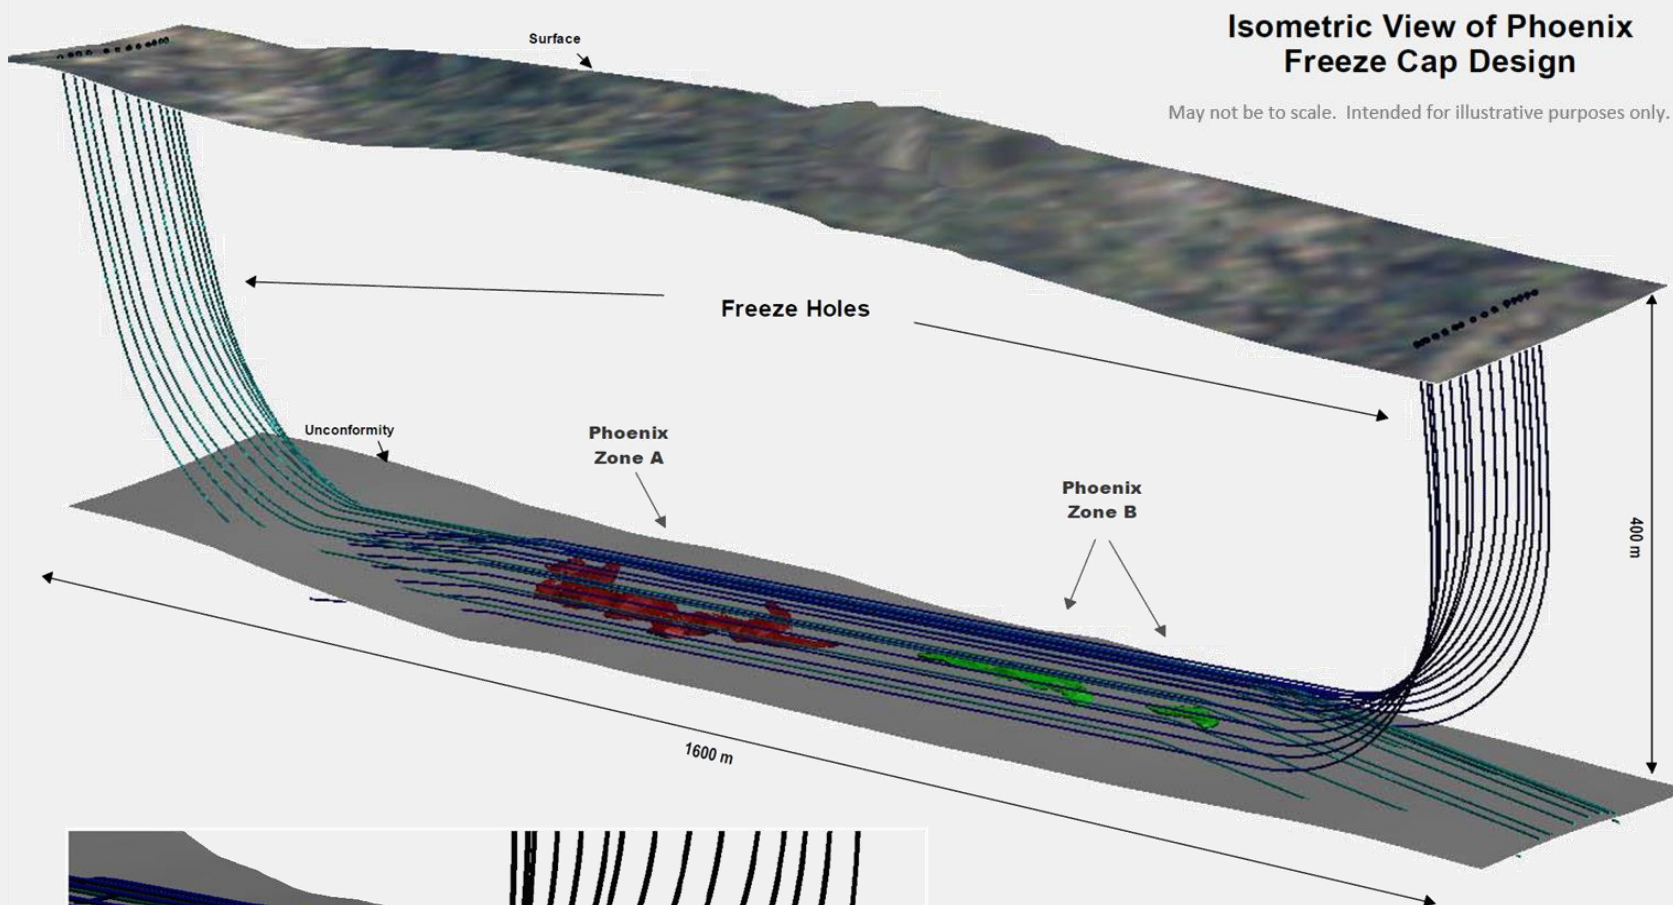 Isometric View of Phoenix
Freeze Cap Design
May not be to scale.  Intended for illustrative purposes only.
Surface
Freeze Holes
Unconformity
Phoenix
Zone A
Phoenix
Zone B
400 m
1600 m